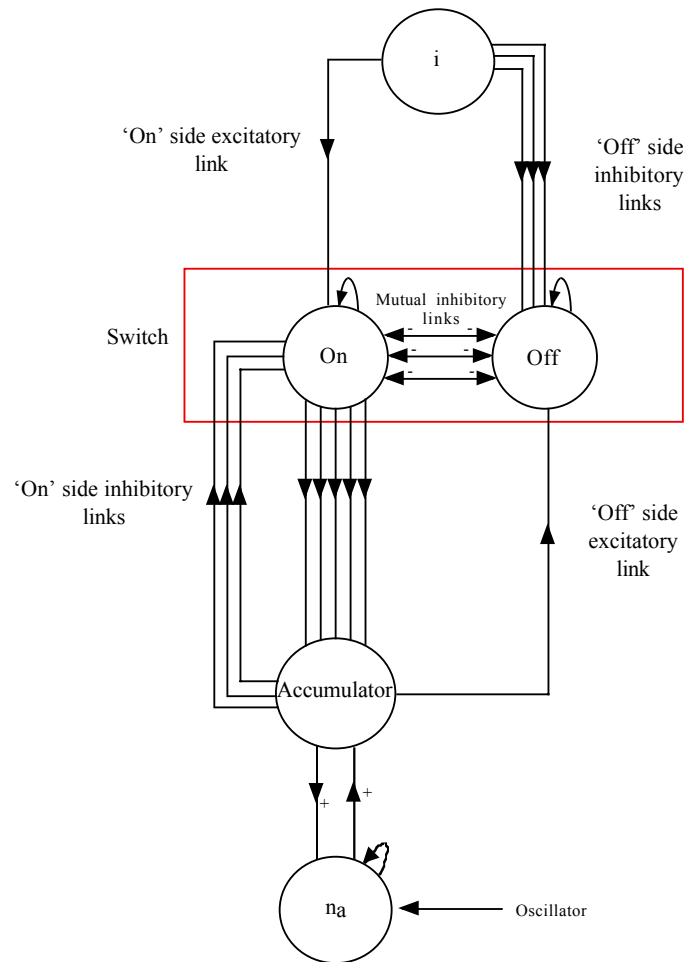 i
‘On’ side excitatory
link
‘Off’ side
inhibitory
links
Switch
Mutual inhibitory
links
- -
- -
- -
On
Off
‘On’ side inhibitory
links
‘Off’ side
excitatory
link
Accumulator
+ +
na
Oscillator